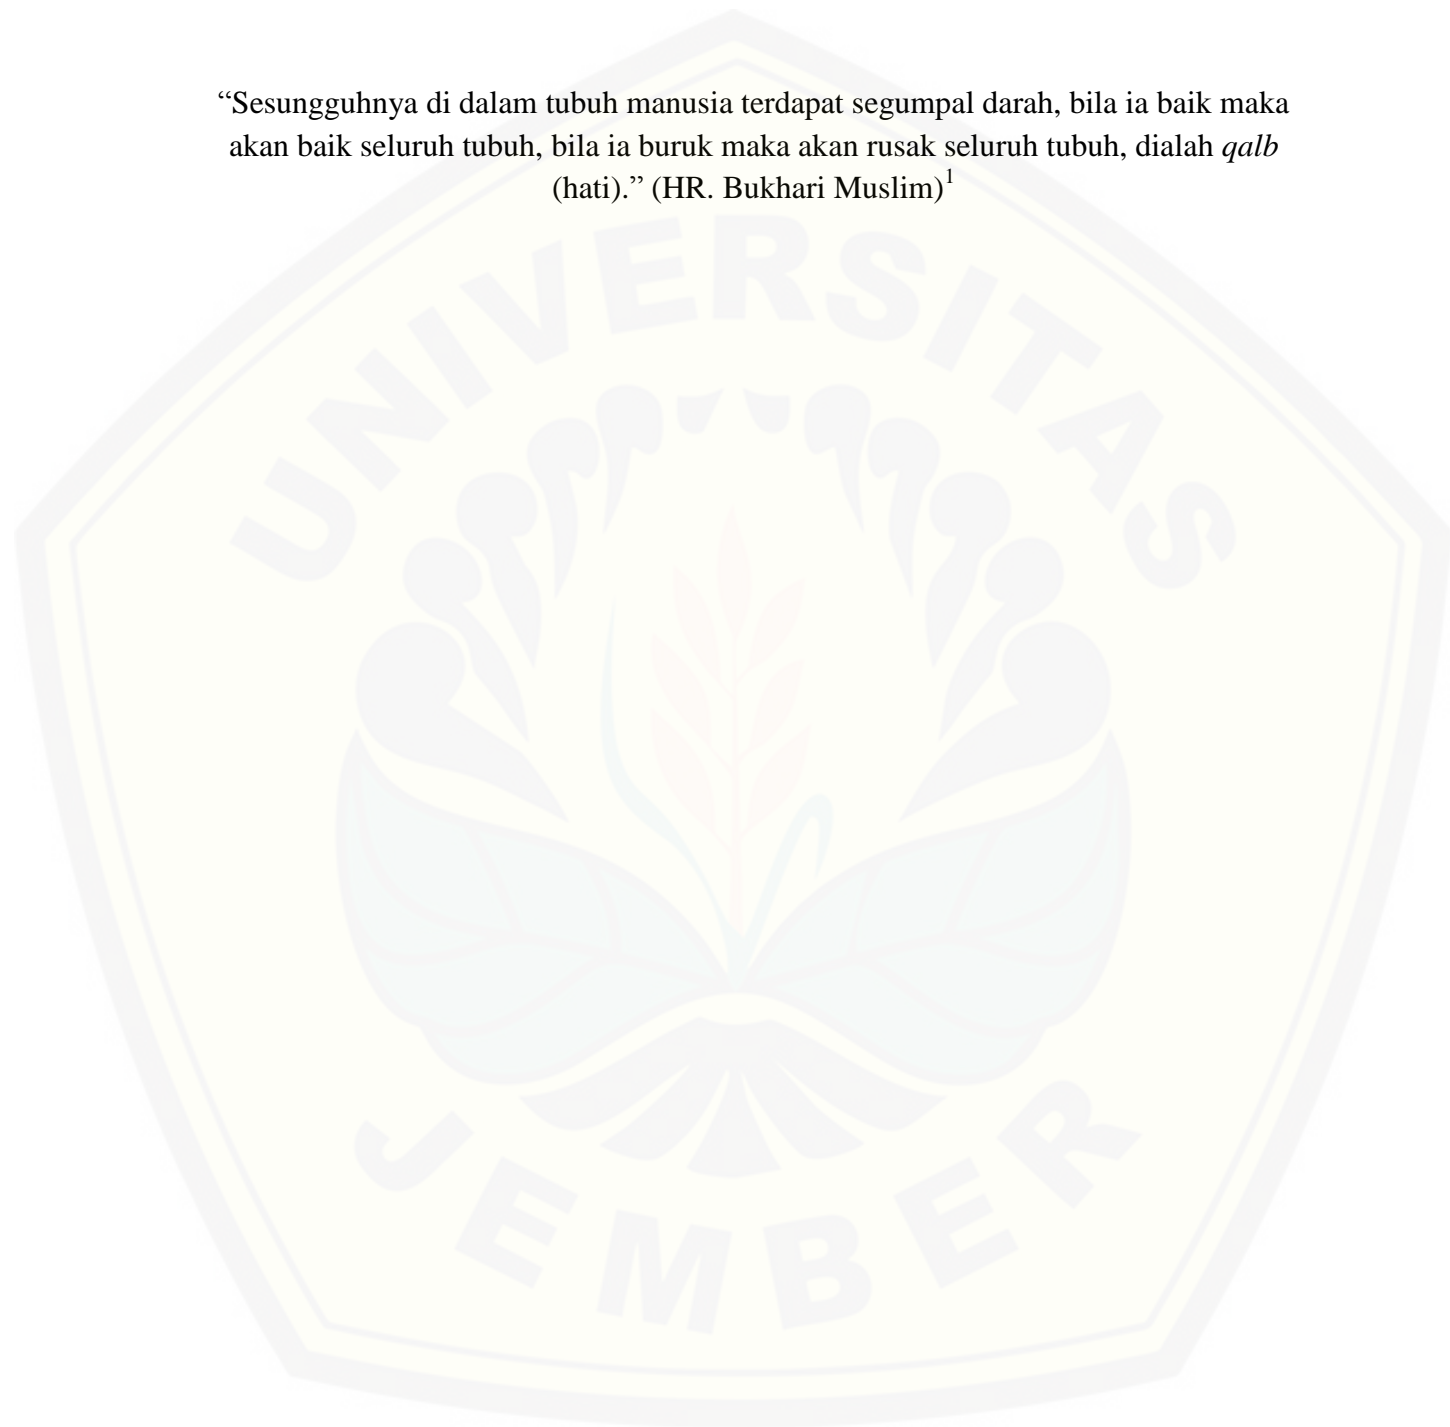 “Sesungguhnya di dalam tubuh manusia terdapat segumpal darah, bila ia baik maka
akan baik seluruh tubuh, bila ia buruk maka akan rusak seluruh tubuh, dialah qalb
(hati).” (HR. Bukhari Muslim)1
UNIVERSITAS
JEMBER